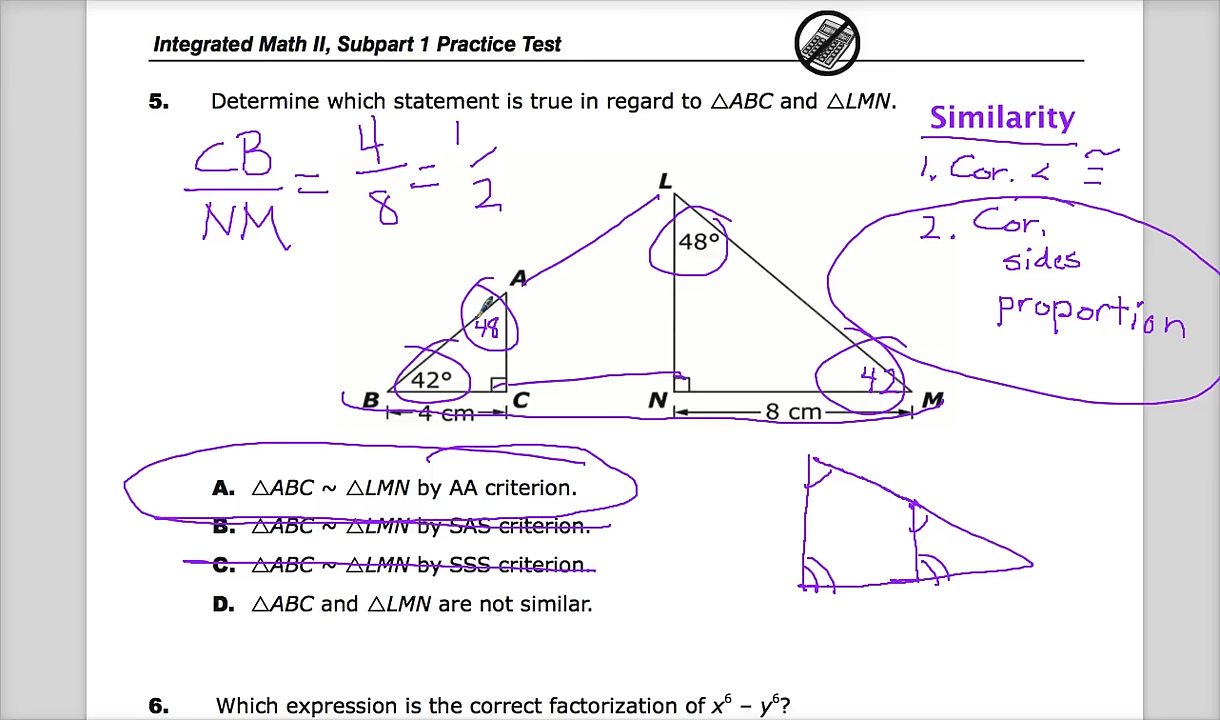 Integrated Math II, Subpart 1 Practice Test
5. Determine which statement is true in regard to △ABC and △LMN.
CB/NM = 4/8 = 1/2
Similarity
1. Cor. < ≅
2. Cor.
sides
proportion
L
48°
A
48
42°
42
B
C
N
M
4 cm
8 cm
A. △ABC ~ △LMN by AA criterion.
B. △ABC ~ △LMN by SAS criterion.
C. △ABC ~ △LMN by SSS criterion.
D. △ABC and △LMN are not similar.
6. Which expression is the correct factorization of x⁶ – y⁶?